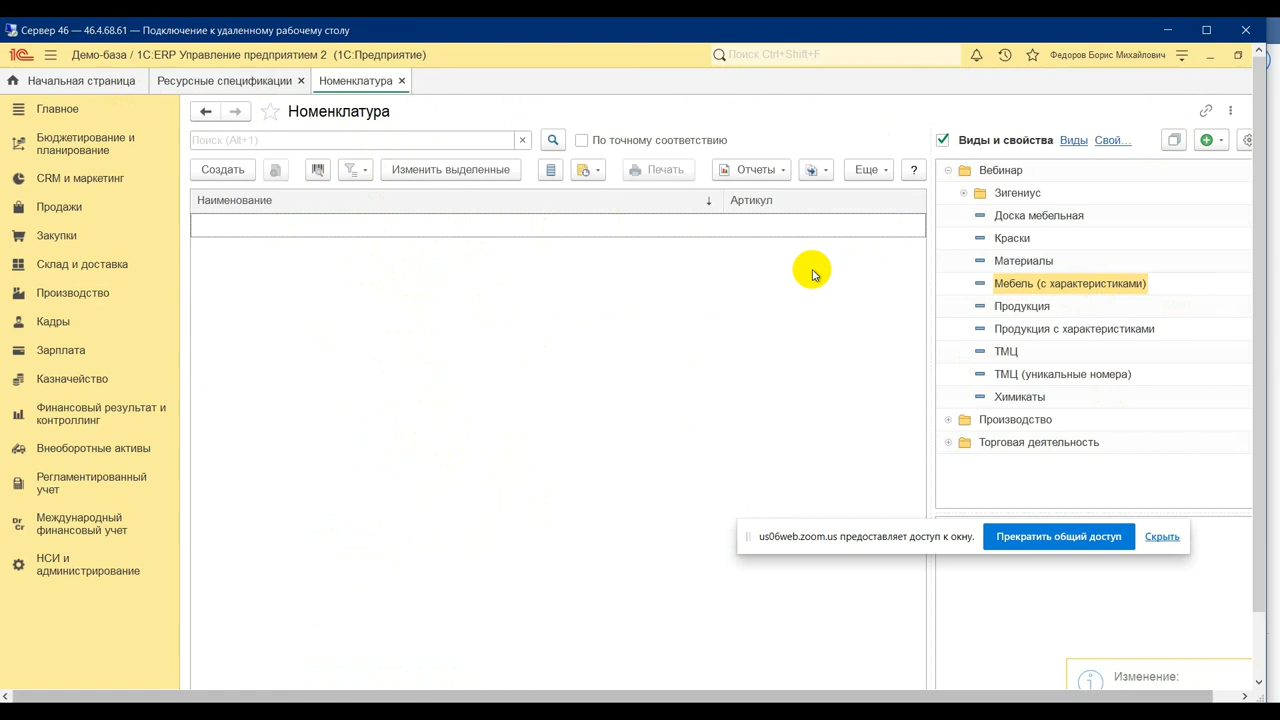 Сервер 46 — 46.4.68.61 — Подключение к удаленному рабочему столу
Демо-база / 1С:ERP Управление предприятием 2 (1С:Предприятие)
Поиск Ctrl+Shift+F
Федоров Борис Михайлович
Начальная страница
Ресурсные спецификации
Номенклатура
Главное
Бюджетирование и
планирование
CRM и маркетинг
Продажи
Закупки
Склад и доставка
Производство
Кадры
Зарплата
Казначейство
Финансовый результат и
контроллинг
Внеоборотные активы
Регламентированный
учет
Международный
финансовый учет
НСИ и
администрирование
Номенклатура
Поиск (Alt+1)
По точному соответствию
Создать
Изменить выделенные
Печать
Отчеты
Еще
?
Наименование
Артикул
Виды и свойства Виды Свой...
Вебинар
Зигениус
Доска мебельная
Краски
Материалы
Мебель (с характеристиками)
Продукция
Продукция с характеристиками
ТМЦ
ТМЦ (уникальные номера)
Химикаты
Производство
Торговая деятельность
us06web.zoom.us предоставляет доступ к окну.
Прекратить общий доступ
Скрыть
Изменение: